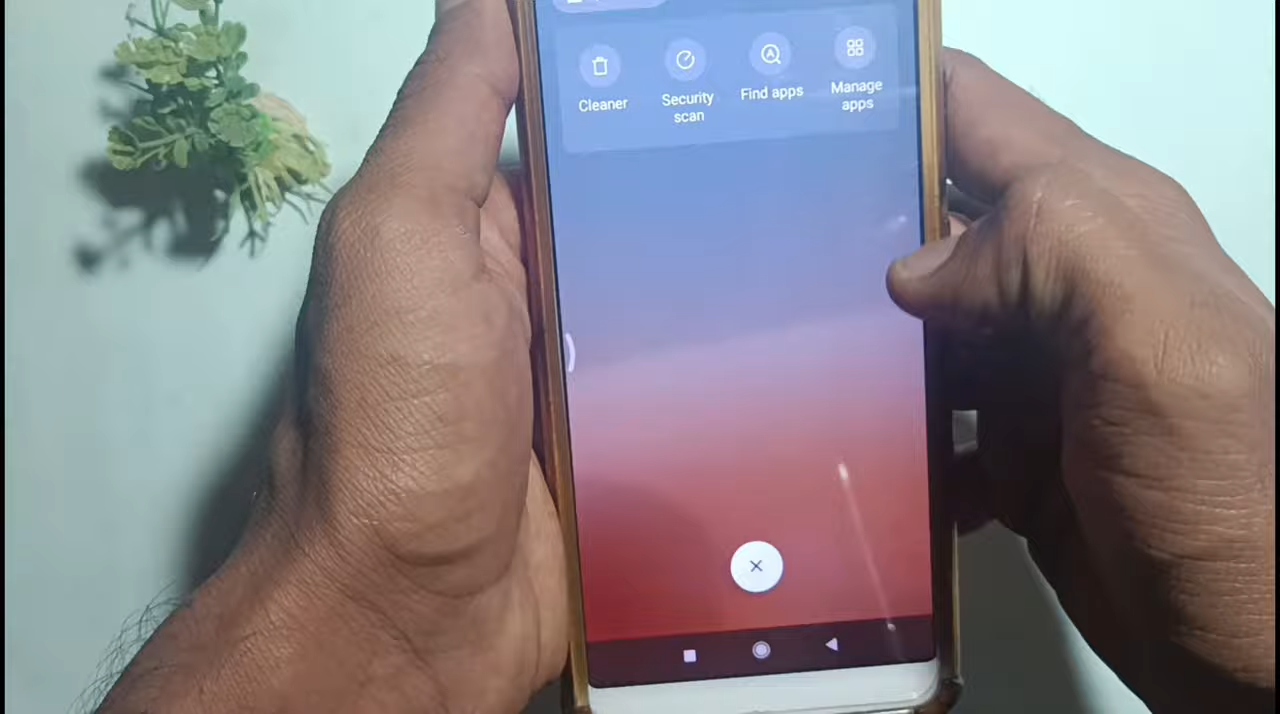 Cleaner
Security
scan
Find apps
Manage
apps